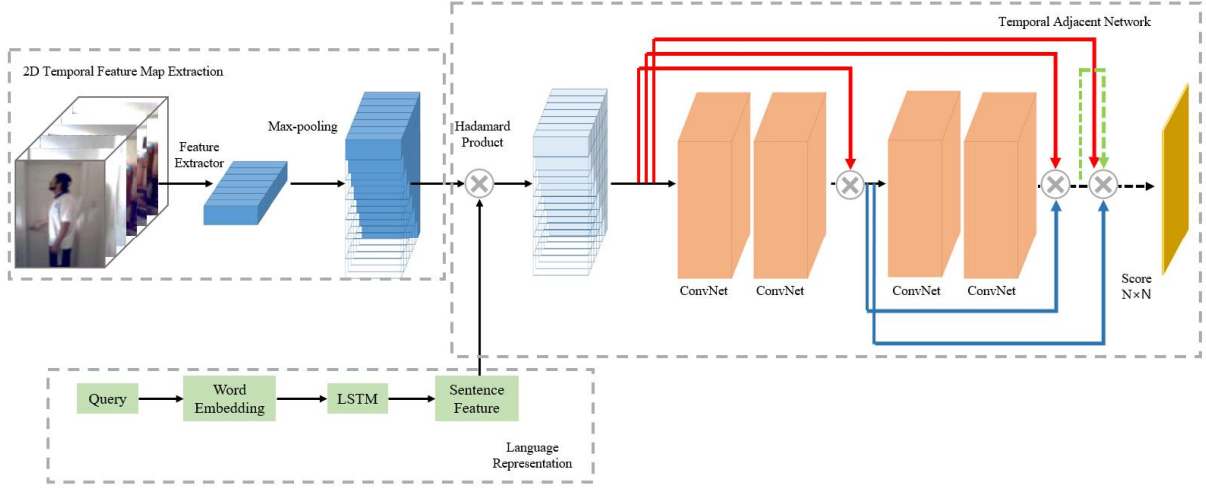 Temporal Adjacent Network
2D Temporal Feature Map Extraction
Max-pooling
Hadamard
Product
Feature
Extractor
ConvNet
ConvNet
ConvNet
ConvNet
Score
N×N
Query
Word
Embedding
LSTM
Sentence
Feature
Language
Representation